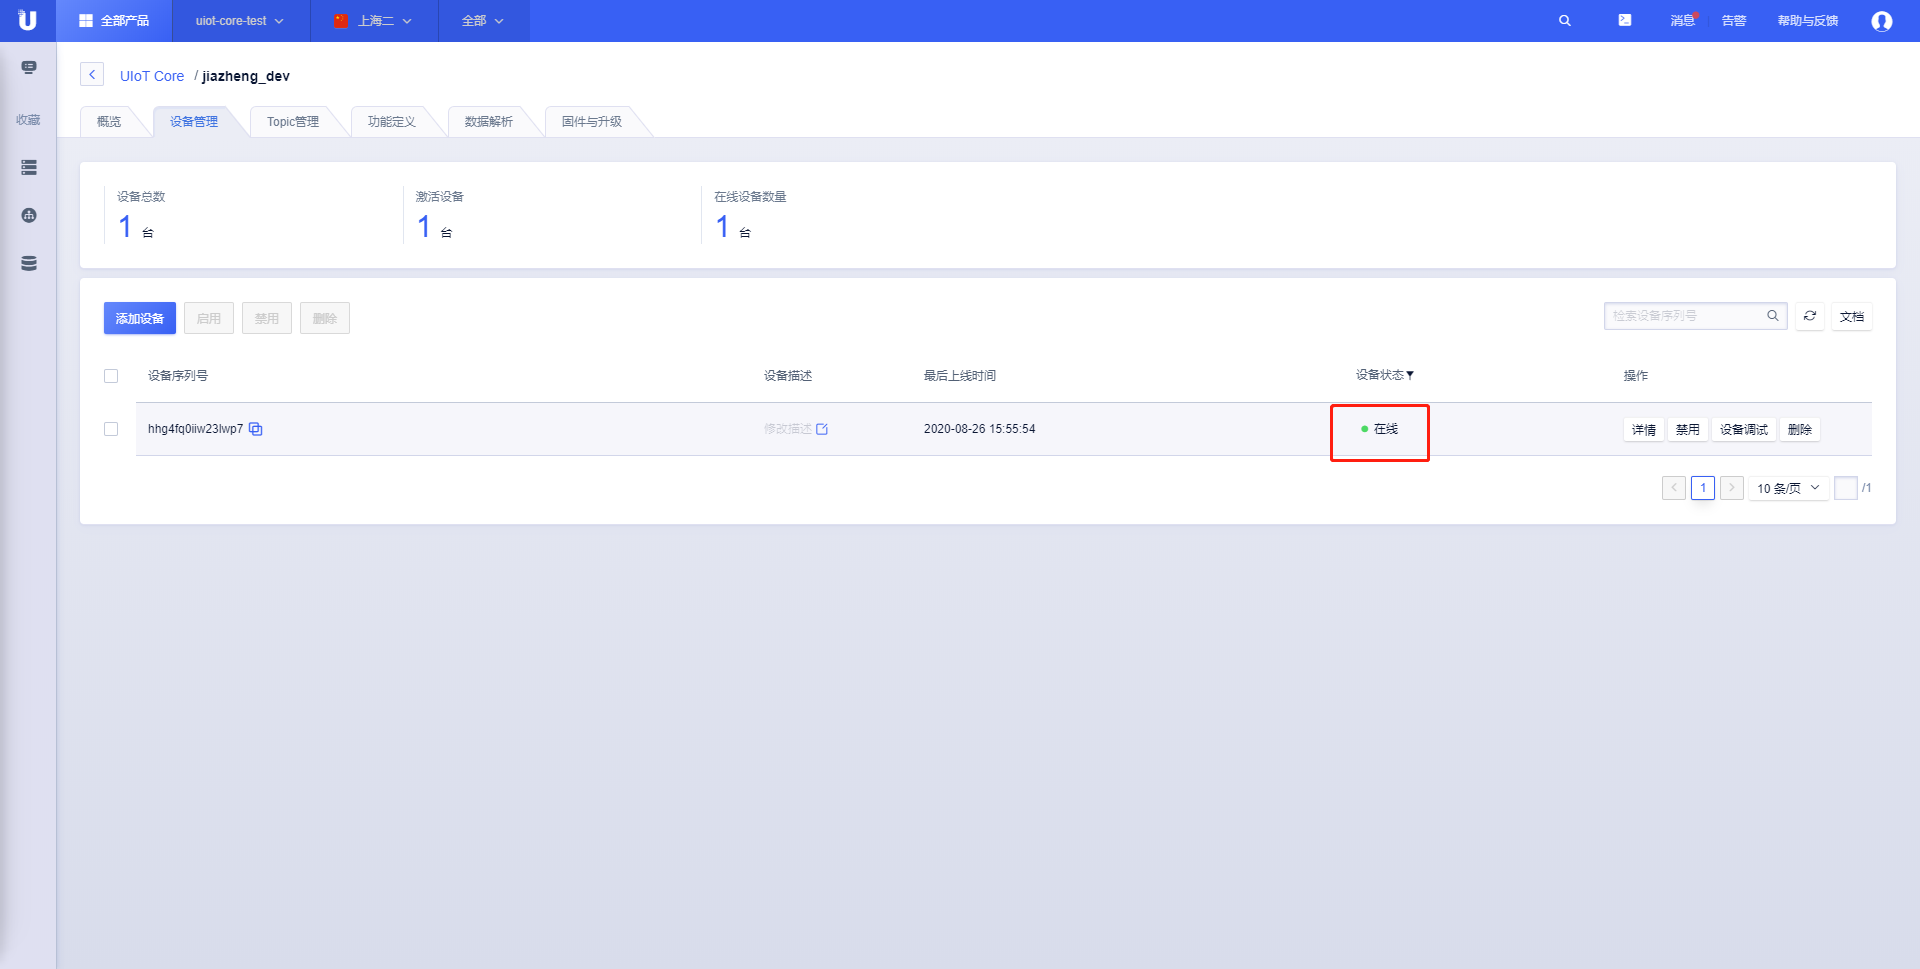 全部产品 uiot-core-test 上海二 全部 消息 告警 帮助与反馈
UIoT Core / jiazheng_dev
收藏
概览 设备管理 Topic管理 功能定义 数据解析 固件与升级
设备总数 激活设备 在线设备数量
1 台 1 台 1 台
添加设备 启用 禁用 删除 检索设备序列号 文档
设备序列号 设备描述 最后上线时间 设备状态 操作
hhg4fq0iiw23lwp7 修改描述 2020-08-26 15:55:54 在线 详情 禁用 设备调试 删除
1 10 条/页 /1